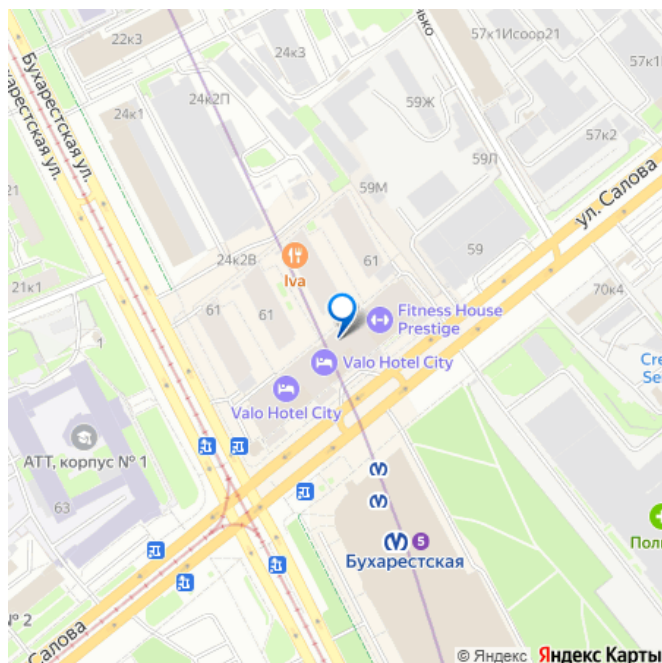 22к3
24к3
57к1Исоор21
57к1
24к2П
59Ж
24к1
Бухарестская ул.
57к2
59Л
ул. Салова
59М
21
24к2В
Iva
61
59
21к1
61
61
70к4
Fitness House
Prestige
1
Valo Hotel City
Valo Hotel City
АТТ, корпус № 1
63
5
Бухарестская
№ 2
Салова
© Яндекс Яндекс Карты